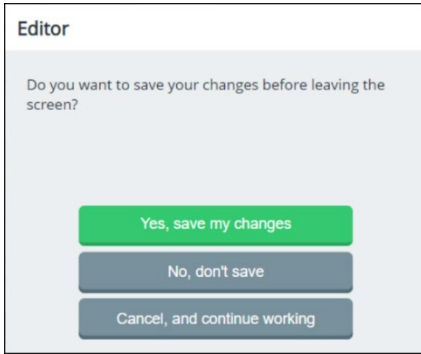 Editor
Do you want to save your changes before leaving the
screen?
Yes, save my changes
No, don't save
Cancel, and continue working